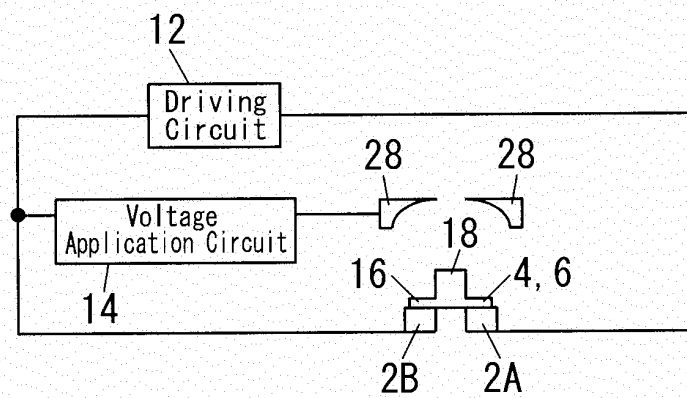 12
Driving
Circuit
28
28
Voltage
Application Circuit
14
18
16
4, 6
2B
2A